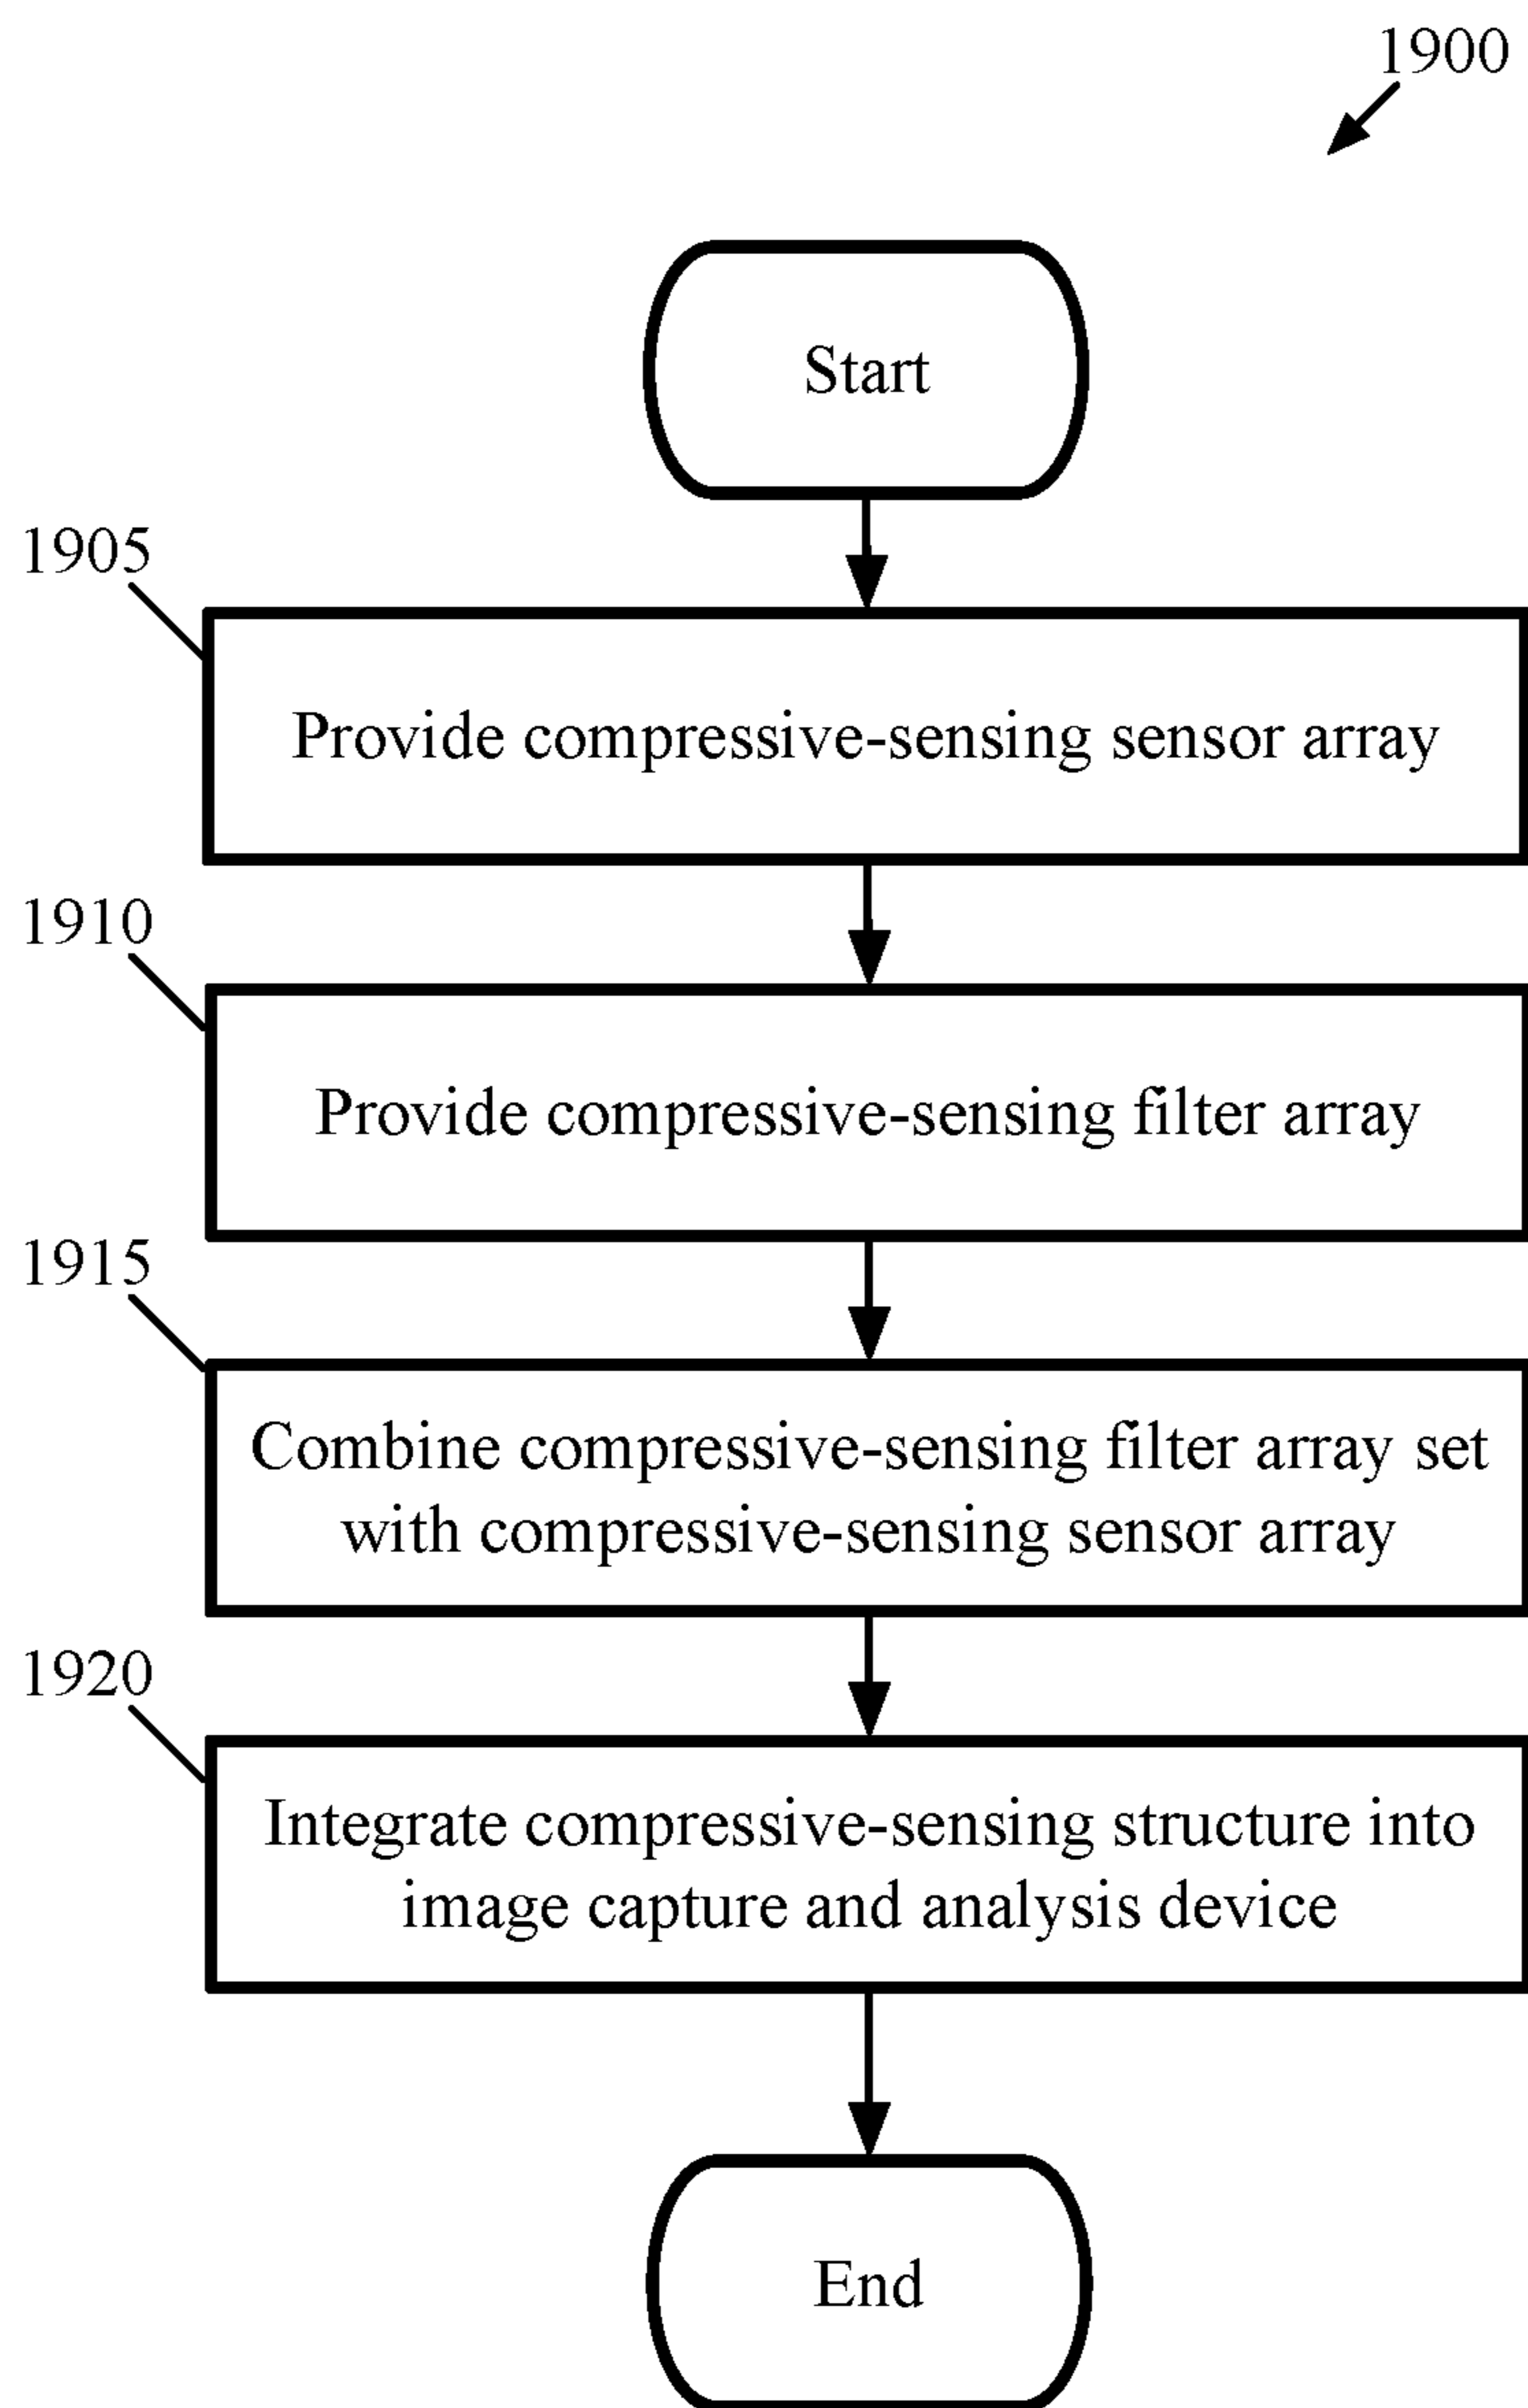 1900
Start
1905
Provide compressive-sensing sensor array
1910
Provide compressive-sensing filter array
1915
Combine compressive-sensing filter array set
with compressive-sensing sensor array
1920
Integrate compressive-sensing structure into
image capture and analysis device
End